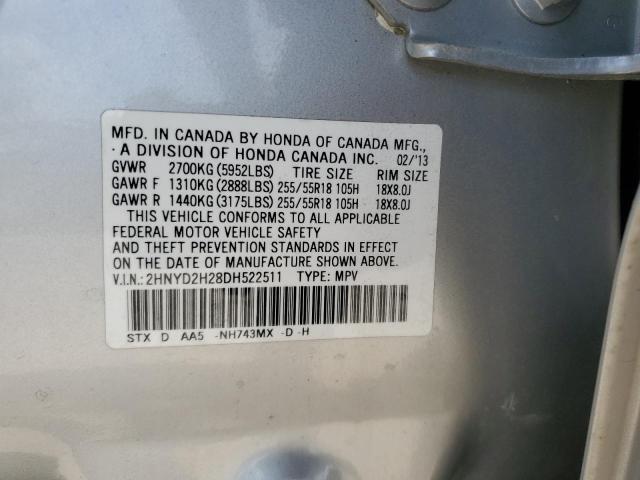 MFD. IN CANADA BY HONDA OF CANADA MFG.,
A DIVISION OF HONDA CANADA INC. 02/'13
GVWR 2700KG (5952LBS) TIRE SIZE RIM SIZE
GAWR F 1310KG (2888LBS) 255/55R18 105H 18X8.0J
GAWR R 1440KG (3175LBS) 255/55R18 105H 18X8.0J
THIS VEHICLE CONFORMS TO ALL APPLICABLE
FEDERAL MOTOR VEHICLE SAFETY
AND THEFT PREVENTION STANDARDS IN EFFECT
ON THE DATE OF MANUFACTURE SHOWN ABOVE.
V.I.N.: 2HNYD2H28DH522511 TYPE: MPV
STX D AA5 -NH743MX -D -H